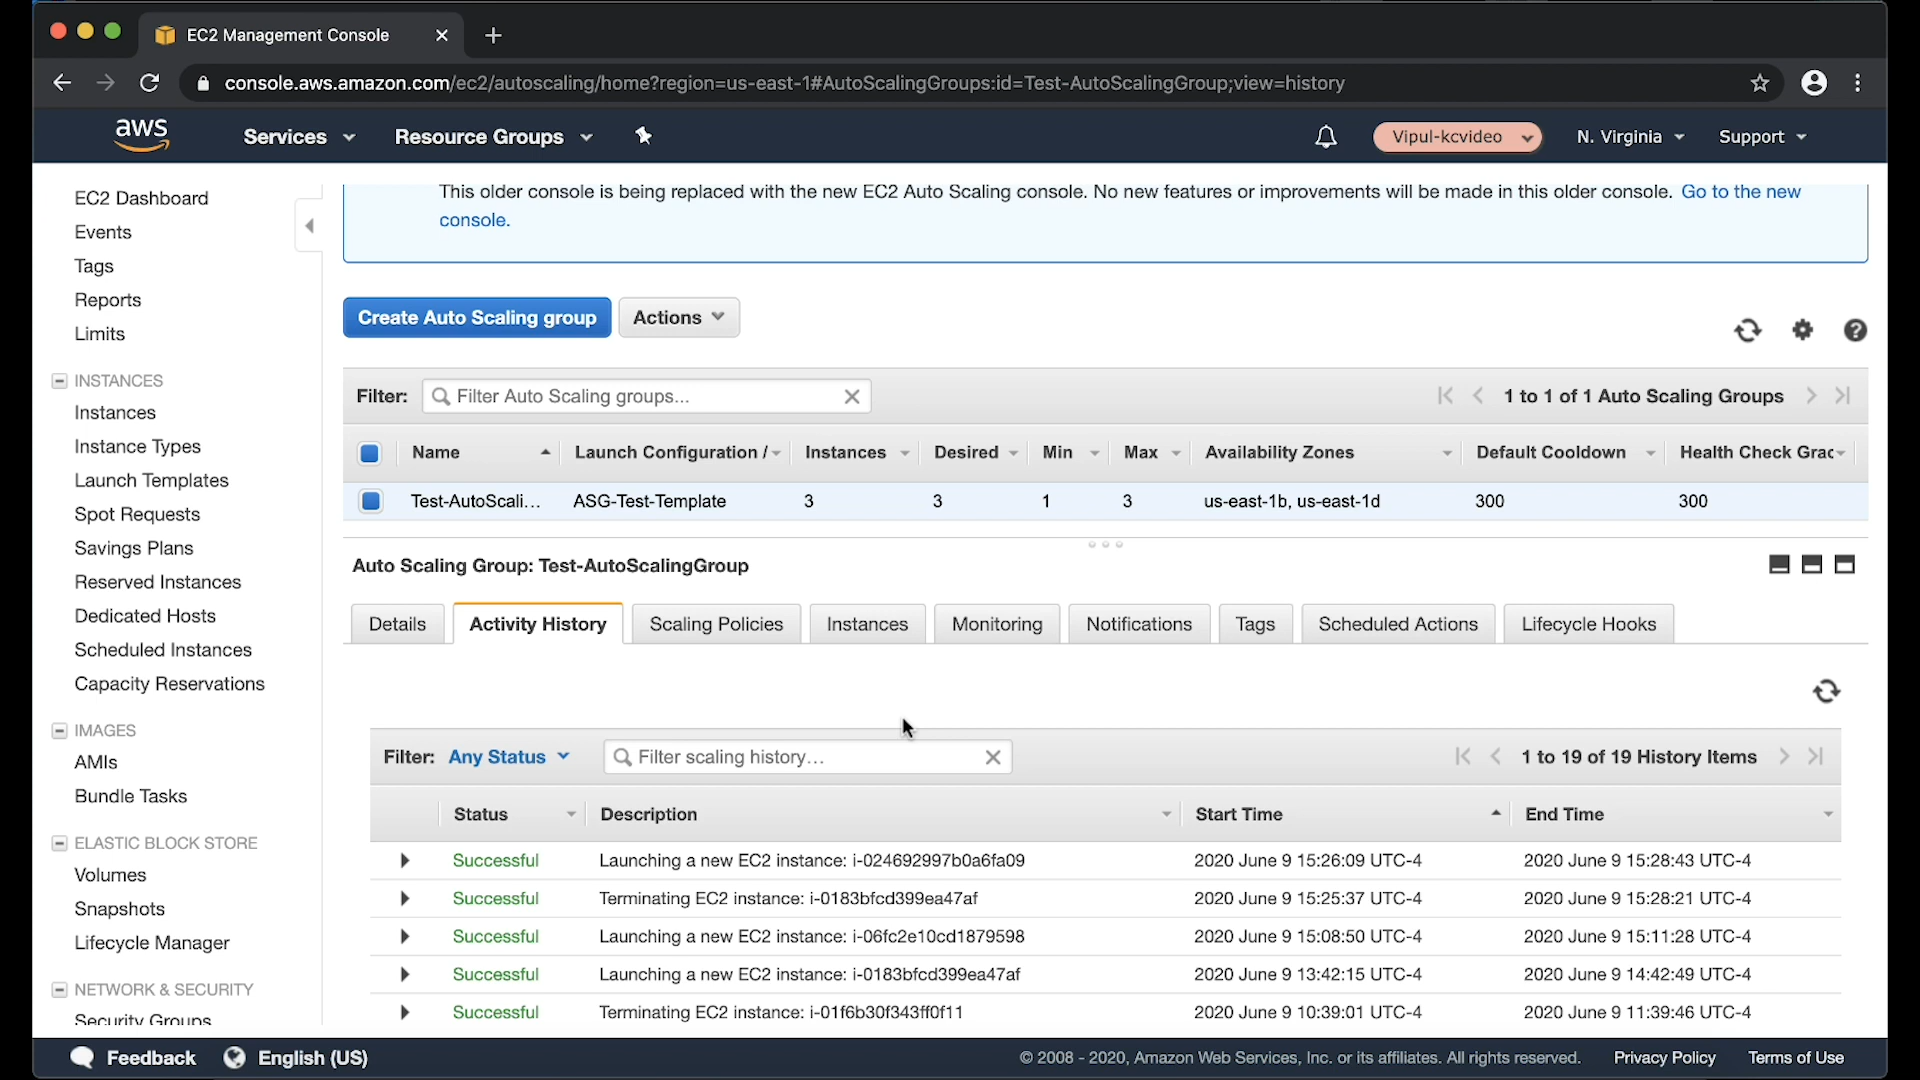 EC2 Management Console
console.aws.amazon.com/ec2/autoscaling/home?region=us-east-1#AutoScalingGroups:id=Test-AutoScalingGroup;view=history
aws Services Resource Groups Vipul-kcvideo N. Virginia Support
EC2 Dashboard
Events
Tags
Reports
Limits
INSTANCES
Instances
Instance Types
Launch Templates
Spot Requests
Savings Plans
Reserved Instances
Dedicated Hosts
Scheduled Instances
Capacity Reservations
IMAGES
AMIs
Bundle Tasks
ELASTIC BLOCK STORE
Volumes
Snapshots
Lifecycle Manager
NETWORK & SECURITY
Security Groups
This older console is being replaced with the new EC2 Auto Scaling console. No new features or improvements will be made in this older console. Go to the new
console.
Create Auto Scaling group Actions
Filter: Filter Auto Scaling groups... 1 to 1 of 1 Auto Scaling Groups
Name Launch Configuration / Instances Desired Min Max Availability Zones Default Cooldown Health Check Grac
Test-AutoScali... ASG-Test-Template 3 3 1 3 us-east-1b, us-east-1d 300 300
Auto Scaling Group: Test-AutoScalingGroup
Details Activity History Scaling Policies Instances Monitoring Notifications Tags Scheduled Actions Lifecycle Hooks
Filter: Any Status Filter scaling history... 1 to 19 of 19 History Items
Status Description Start Time End Time
Successful Launching a new EC2 instance: i-024692997b0a6fa09 2020 June 9 15:26:09 UTC-4 2020 June 9 15:28:43 UTC-4
Successful Terminating EC2 instance: i-0183bfcd399ea47af 2020 June 9 15:25:37 UTC-4 2020 June 9 15:28:21 UTC-4
Successful Launching a new EC2 instance: i-06fc2e10cd1879598 2020 June 9 15:08:50 UTC-4 2020 June 9 15:11:28 UTC-4
Successful Launching a new EC2 instance: i-0183bfcd399ea47af 2020 June 9 13:42:15 UTC-4 2020 June 9 14:42:49 UTC-4
Successful Terminating EC2 instance: i-01f6b30f343ff0f11 2020 June 9 10:39:01 UTC-4 2020 June 9 11:39:46 UTC-4
Feedback English (US) © 2008 - 2020, Amazon Web Services, Inc. or its affiliates. All rights reserved. Privacy Policy Terms of Use